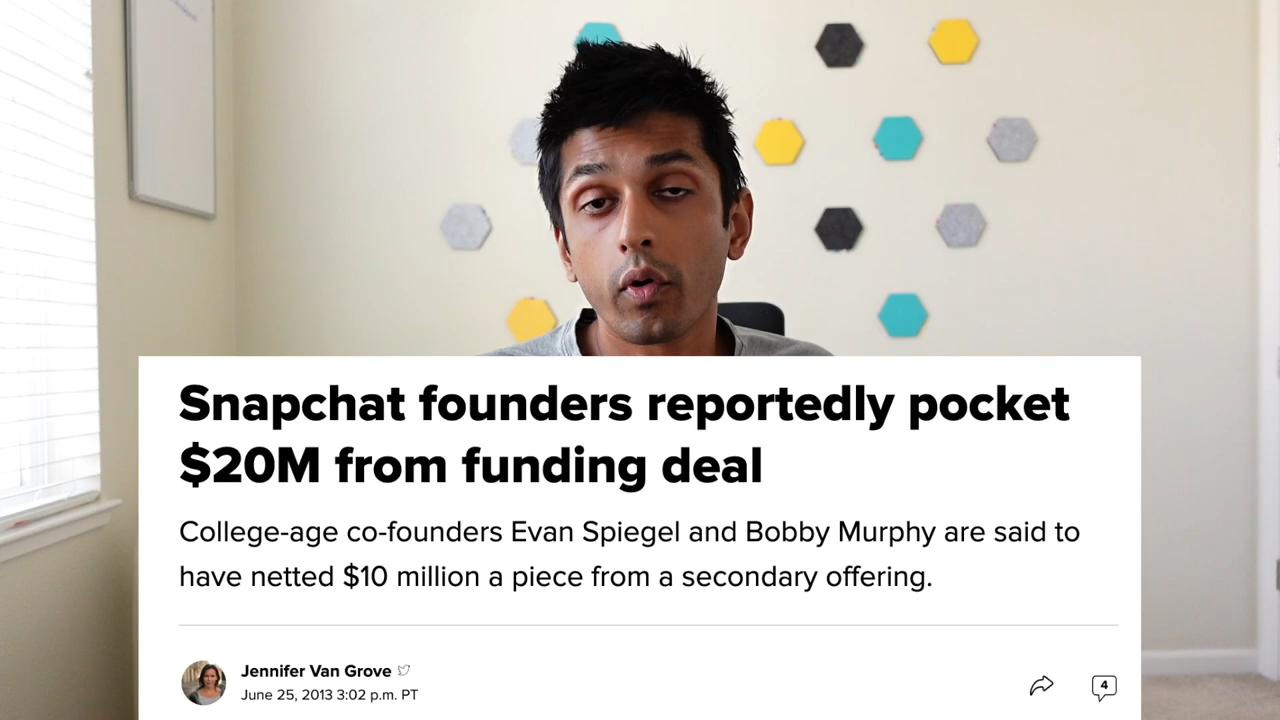 Snapchat founders reportedly pocket
$20M from funding deal
College-age co-founders Evan Spiegel and Bobby Murphy are said to
have netted $10 million a piece from a secondary offering.
Jennifer Van Grove
June 25, 2013 3:02 p.m. PT
4